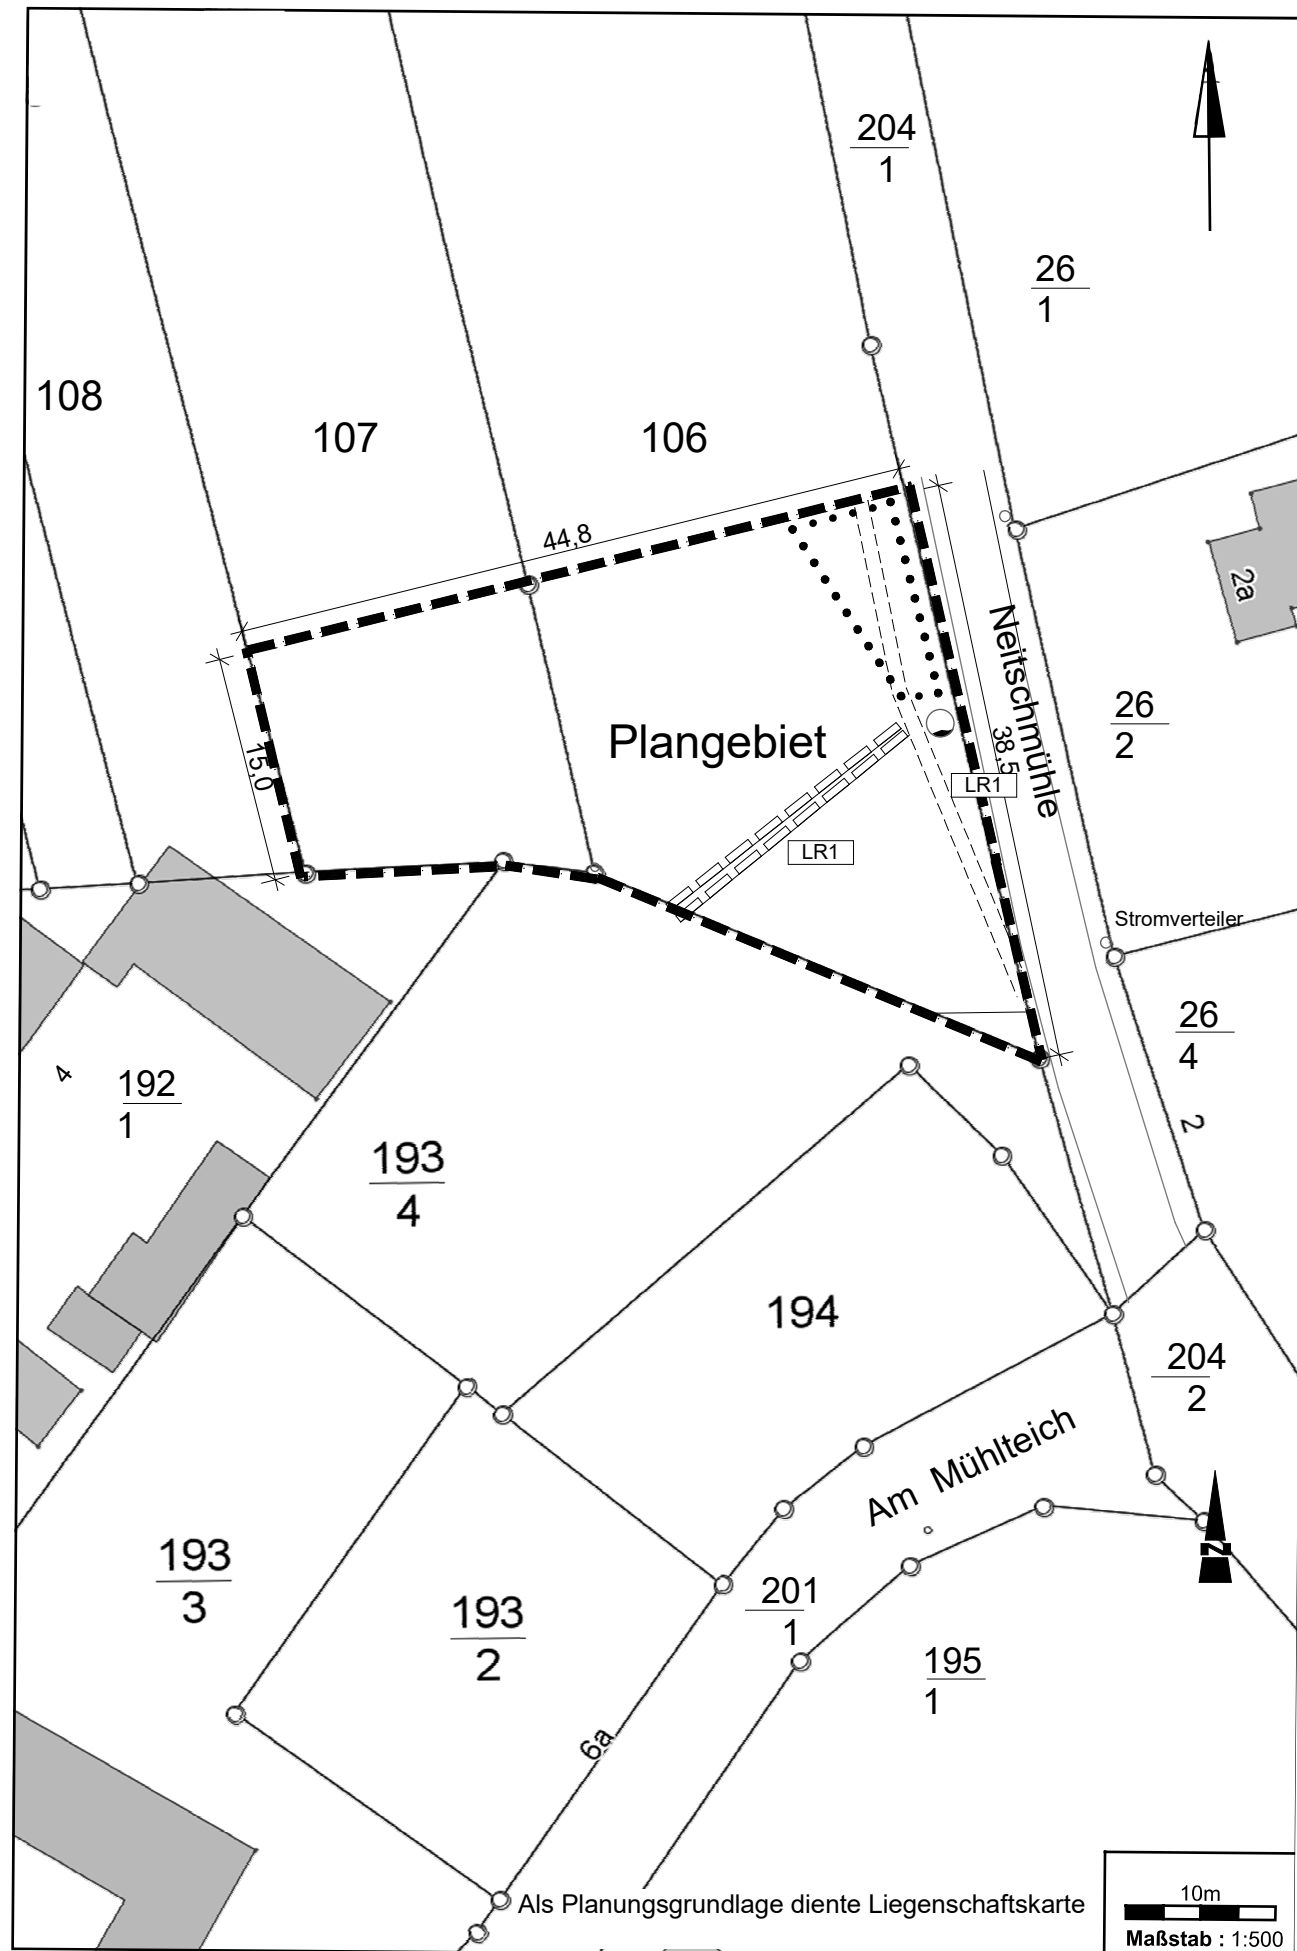 204
1
26
1
108
107
106
44,8
2a
Neitschmühle
26
2
Plangebiet
38,5
15,0
LR1
LR1
Stromverteiler
26
4
4
192
1
2
193
4
194
204
2
Am Mühlteich
N
193
3
193
2
201
1
195
1
6a
Als Planungsgrundlage diente Liegenschaftskarte
10m
Maßstab : 1:500